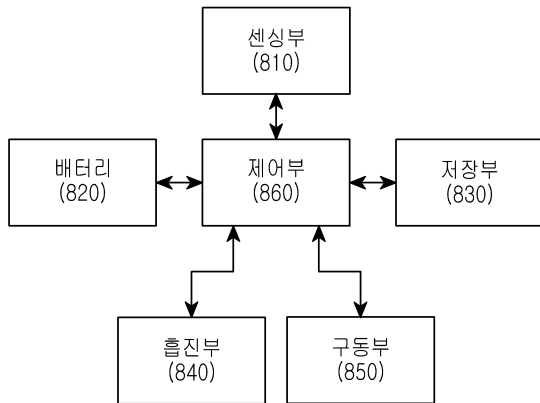 센싱부
(810)
배터리
(820)
제어부
(860)
저장부
(830)
흡진부
(840)
구동부
(850)